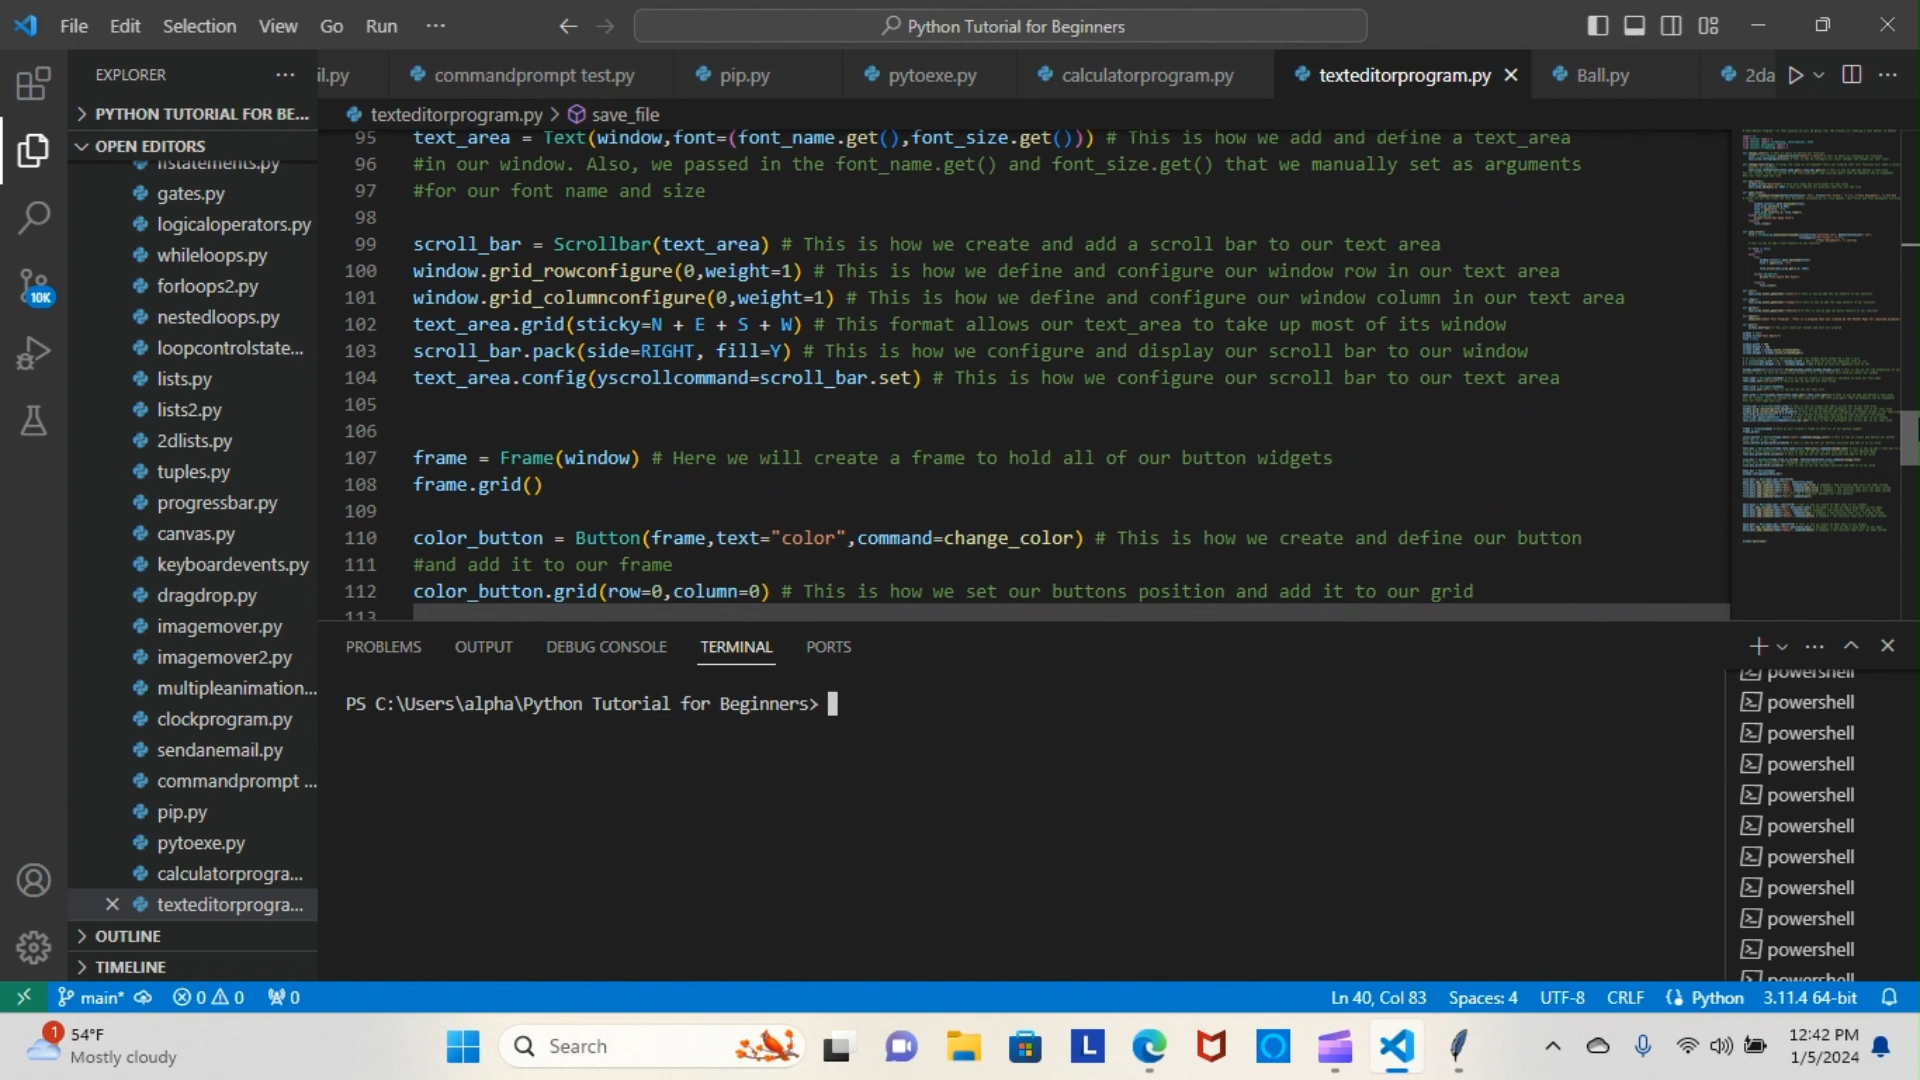 File Edit Selection View Go Run ...
Python Tutorial for Beginners
EXPLORER
il.py commandprompt test.py pip.py pytoexe.py calculatorprogram.py texteditorprogram.py Ball.py 2da
PYTHON TUTORIAL FOR BE...
texteditorprogram.py > save_file
OPEN EDITORS
ifstatements.py
gates.py
logicaloperators.py
whileloops.py
forloops2.py
nestedloops.py
loopcontrolstate...
lists.py
lists2.py
2dlists.py
tuples.py
progressbar.py
canvas.py
keyboardevents.py
dragdrop.py
imagemover.py
imagemover2.py
multipleanimation...
clockprogram.py
sendanemail.py
commandprompt ...
pip.py
pytoexe.py
calculatorprogra...
texteditorprogra...
OUTLINE
TIMELINE
95 text_area = Text(window,font=(font_name.get(),font_size.get())) # This is how we add and define a text_area
96 #in our window. Also, we passed in the font_name.get() and font_size.get() that we manually set as arguments
97 #for our font name and size
98
99 scroll_bar = Scrollbar(text_area) # This is how we create and add a scroll bar to our text area
100 window.grid_rowconfigure(0,weight=1) # This is how we define and configure our window row in our text area
101 window.grid_columnconfigure(0,weight=1) # This is how we define and configure our window column in our text area
102 text_area.grid(sticky=N + E + S + W) # This format allows our text_area to take up most of its window
103 scroll_bar.pack(side=RIGHT, fill=Y) # This is how we configure and display our scroll bar to our window
104 text_area.config(yscrollcommand=scroll_bar.set) # This is how we configure our scroll bar to our text area
105
106
107 frame = Frame(window) # Here we will create a frame to hold all of our button widgets
108 frame.grid()
109
110 color_button = Button(frame,text="color",command=change_color) # This is how we create and define our button
111 #and add it to our frame
112 color_button.grid(row=0,column=0) # This is how we set our buttons position and add it to our grid
113
PROBLEMS OUTPUT DEBUG CONSOLE TERMINAL PORTS
PS C:\Users\alpha\Python Tutorial for Beginners>
powershell
powershell
powershell
powershell
powershell
powershell
powershell
powershell
powershell
powershell
powershell
10K
main* 0 0 0
Ln 40, Col 83 Spaces: 4 UTF-8 CRLF Python 3.11.4 64-bit
1 54°F
Mostly cloudy
Search
L
12:42 PM
1/5/2024